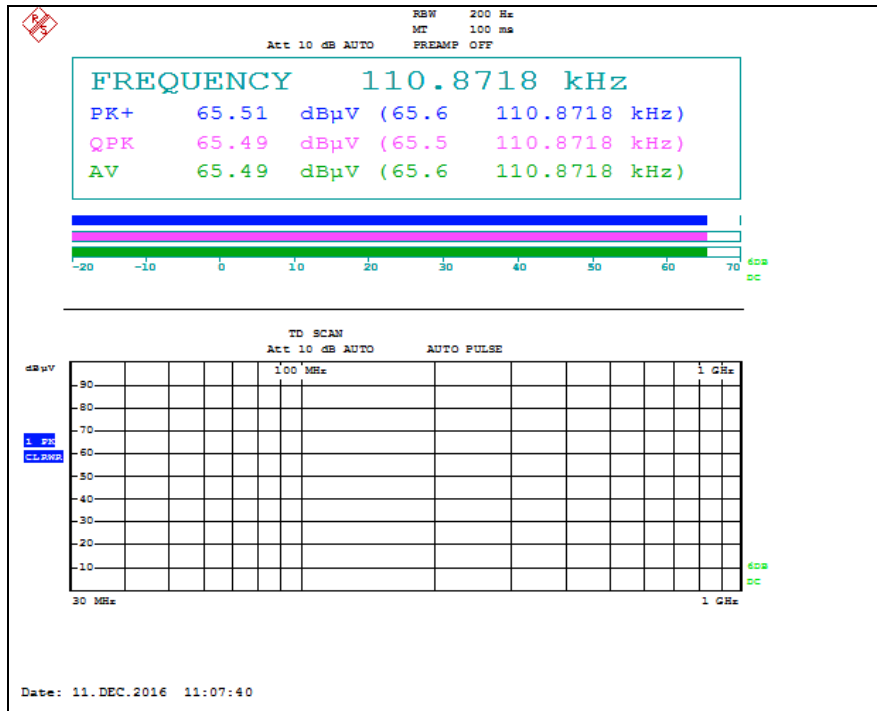 R
S
RBW 200 Hz
MT 100 ms
Att 10 dB AUTO PREAMP OFF
FREQUENCY 110.8718 kHz
PK+ 65.51 dBµV (65.6 110.8718 kHz)
QPK 65.49 dBµV (65.5 110.8718 kHz)
AV 65.49 dBµV (65.6 110.8718 kHz)
-20 -10 0 10 20 30 40 50 60 70
6DB
DC
TD SCAN
Att 10 dB AUTO AUTO PULSE
dBµV
100 MHz 1 GHz
90
80
70
1 PK
CLRWR
60
50
40
30
20
10
6DB
DC
30 MHz 1 GHz
Date: 11.DEC.2016 11:07:40